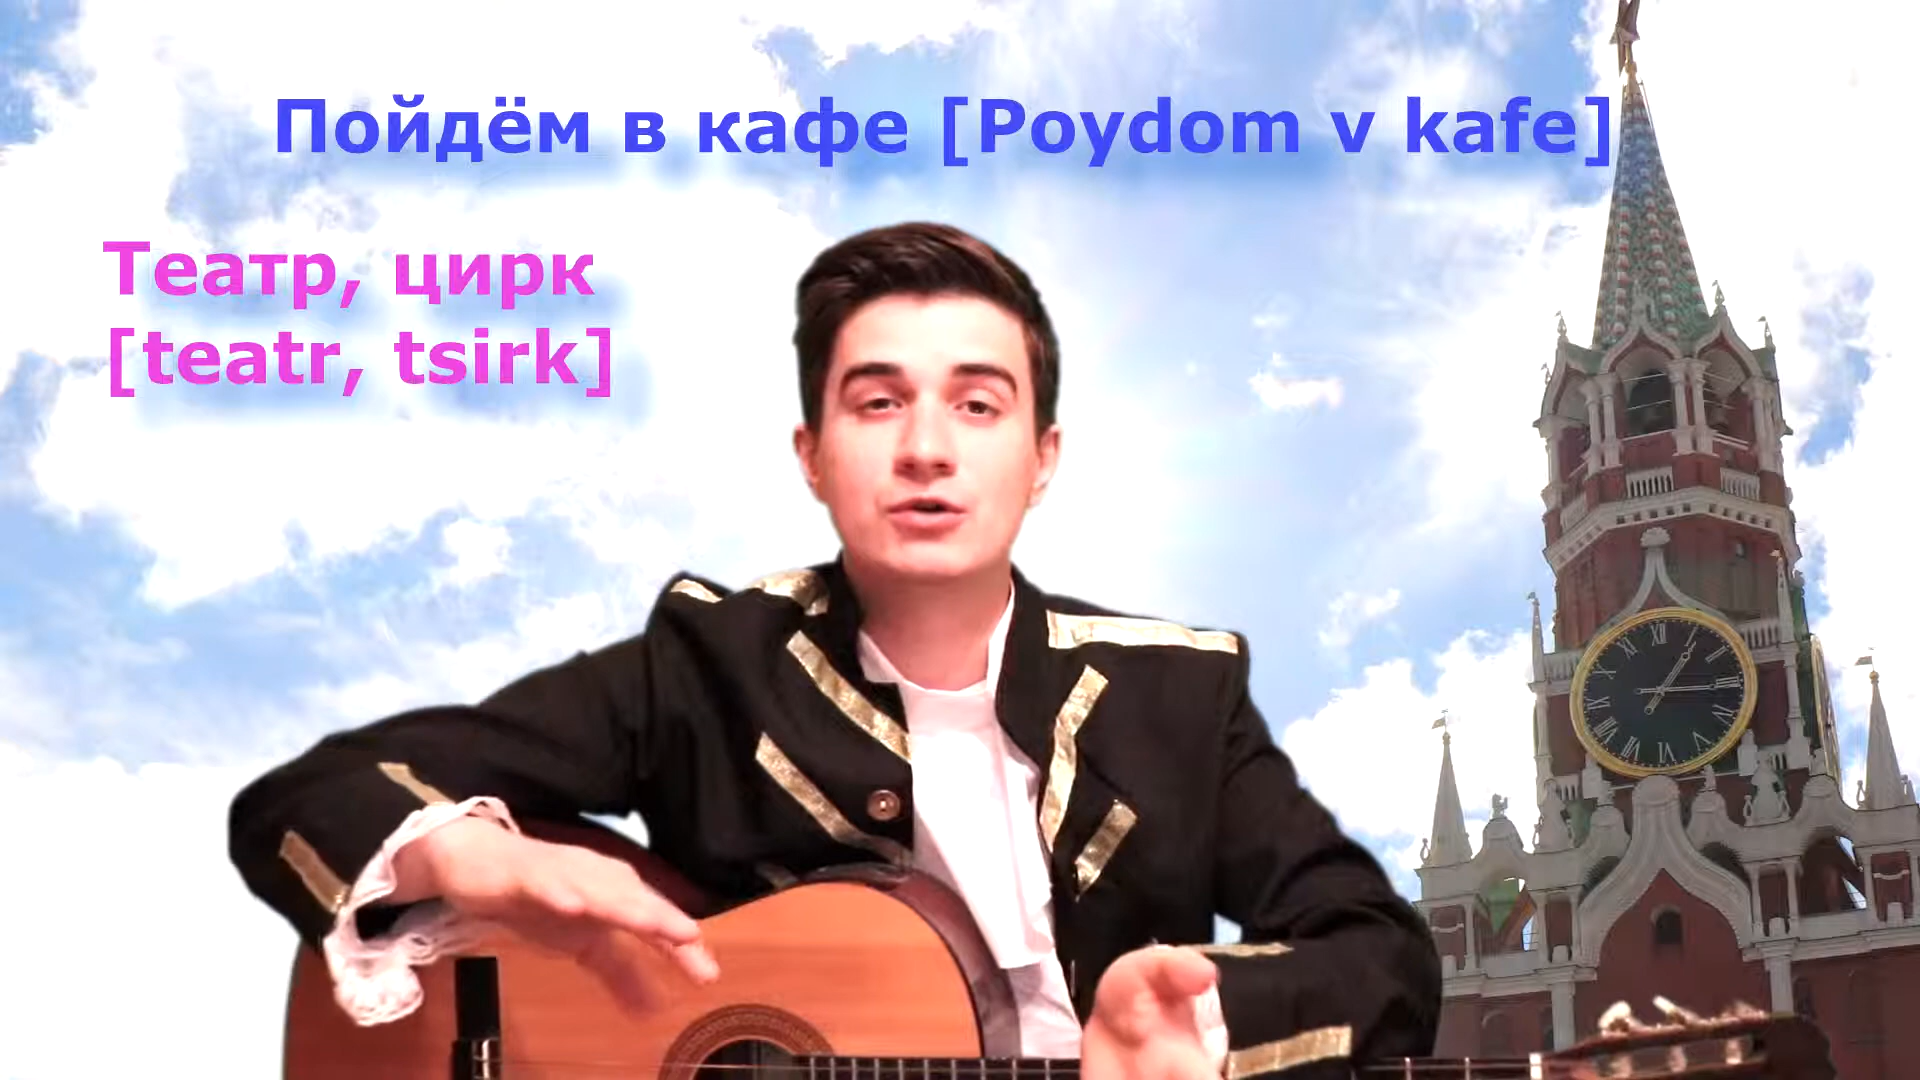 Пойдём в кафе [Poydom v kafe]
Театр, цирк
[teatr, tsirk]